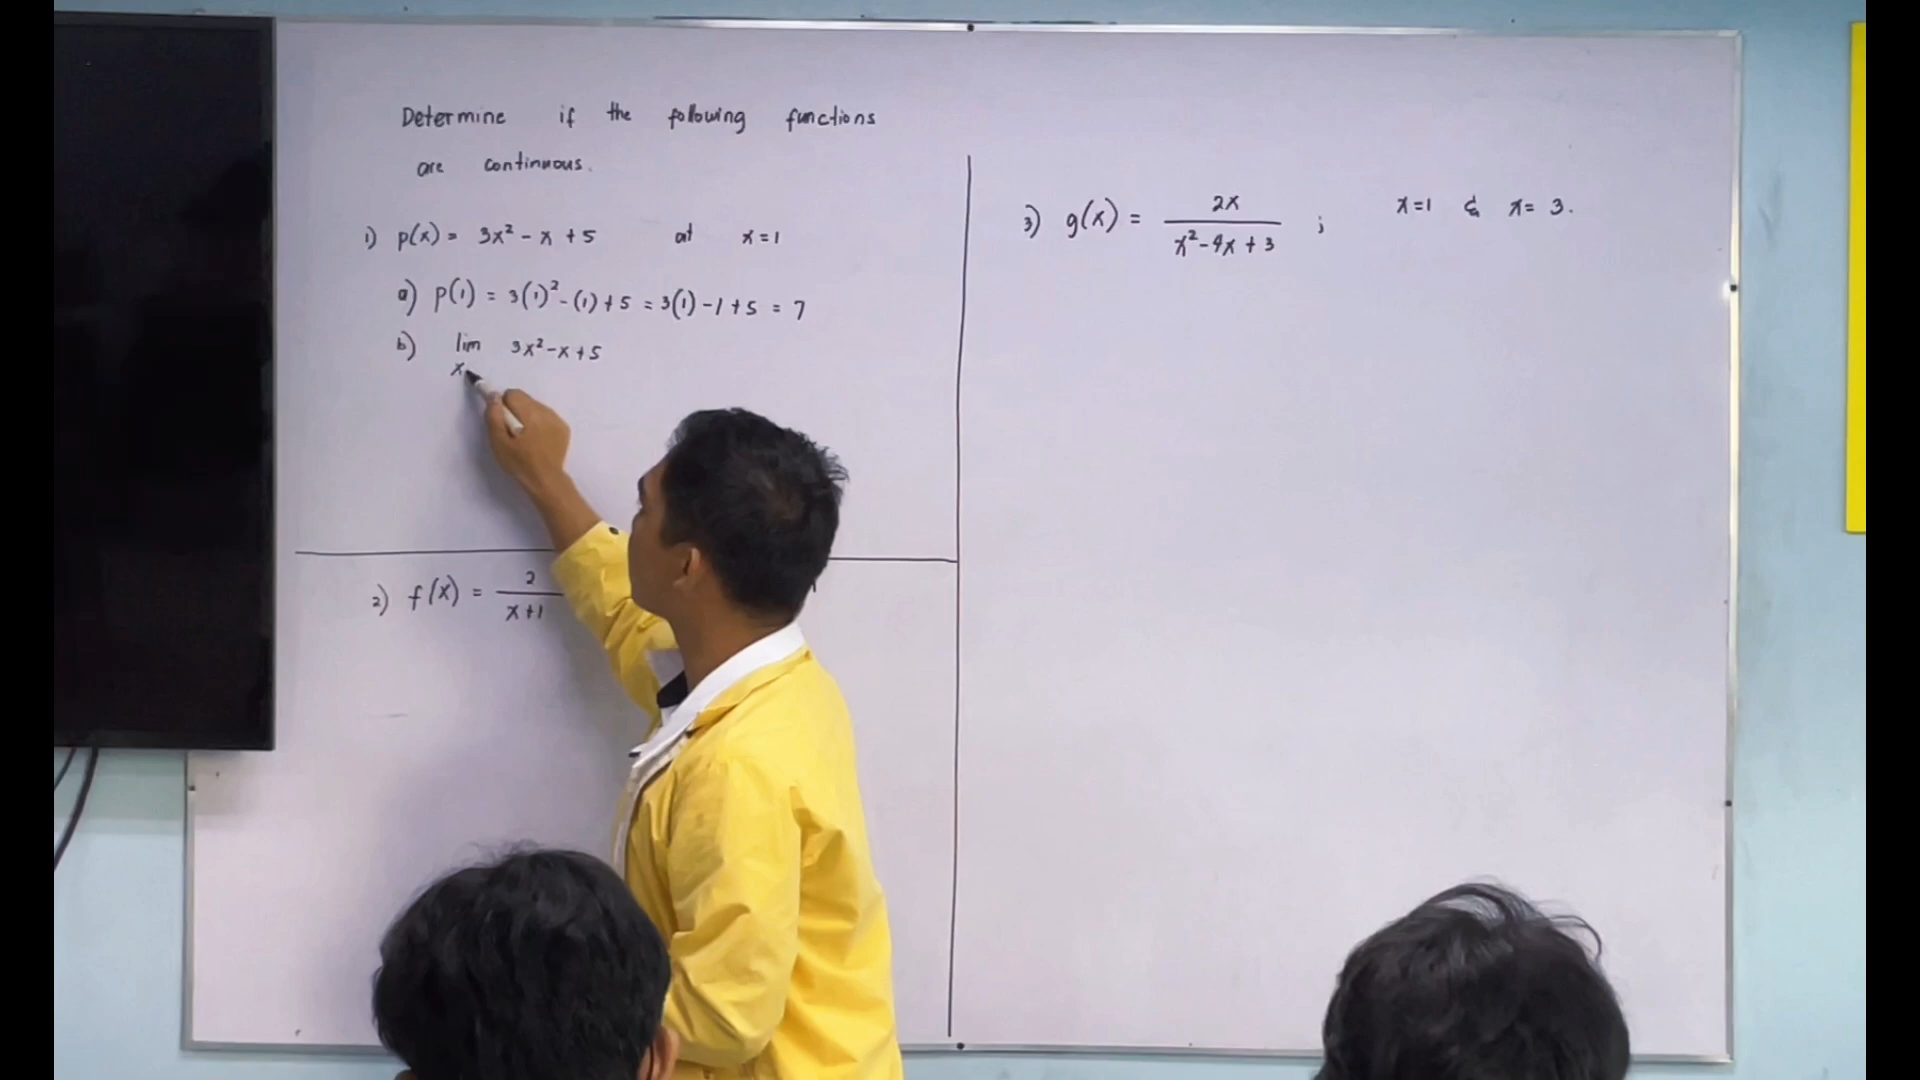 Determine if the following functions
are continuous.
1) p(x) = 3x² - x + 5 at x = 1
a) p(1) = 3(1)² - (1) + 5 = 3(1) - 1 + 5 = 7
b) lim 3x² - x + 5
x
2) f(x) = 2/(x+1)
3) g(x) = 2x/(x² - 4x + 3) ; x = 1 & x = 3.